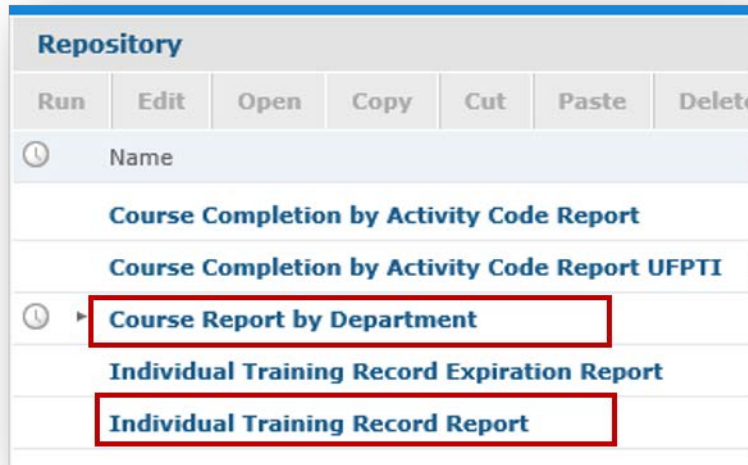 Repository
Run Edit Open Copy Cut Paste Delete
Name
Course Completion by Activity Code Report
Course Completion by Activity Code Report UFPTI
Course Report by Department
Individual Training Record Expiration Report
Individual Training Record Report